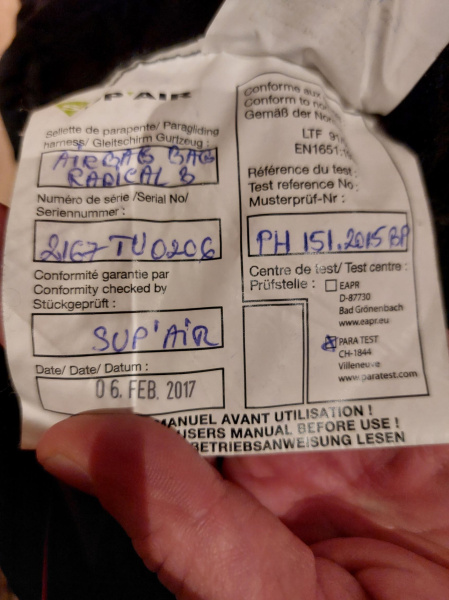 P'AIR
Sellette de parapente/ Paragliding
harness/ Gleitschirm Gurtzeug :
AIRBAG BAG
RADICAL 3
Numéro de série /Serial No/
Seriennummer :
2167-TU0206
Conformité garantie par
Conformity checked by
Stückgeprüft :
SUP'AIR
Date/ Date/ Datum :
06. FEB. 2017
Conforme aux
Conform to
Gemäß der
LTF
EN1651:
Référence du test
Test reference No :
Musterprüf-Nr :
PH 151.2015 BP
Centre de test/ Test centre :
Prüfstelle :
EAPR
D-87730
Bad Grönenbach
www.eapr.eu
PARA TEST
CH-1844
Villeneuve
www.paratest.com
MANUEL AVANT UTILISATION !
USERS MANUAL BEFORE USE !
BETRIEBSANWEISUNG LESEN